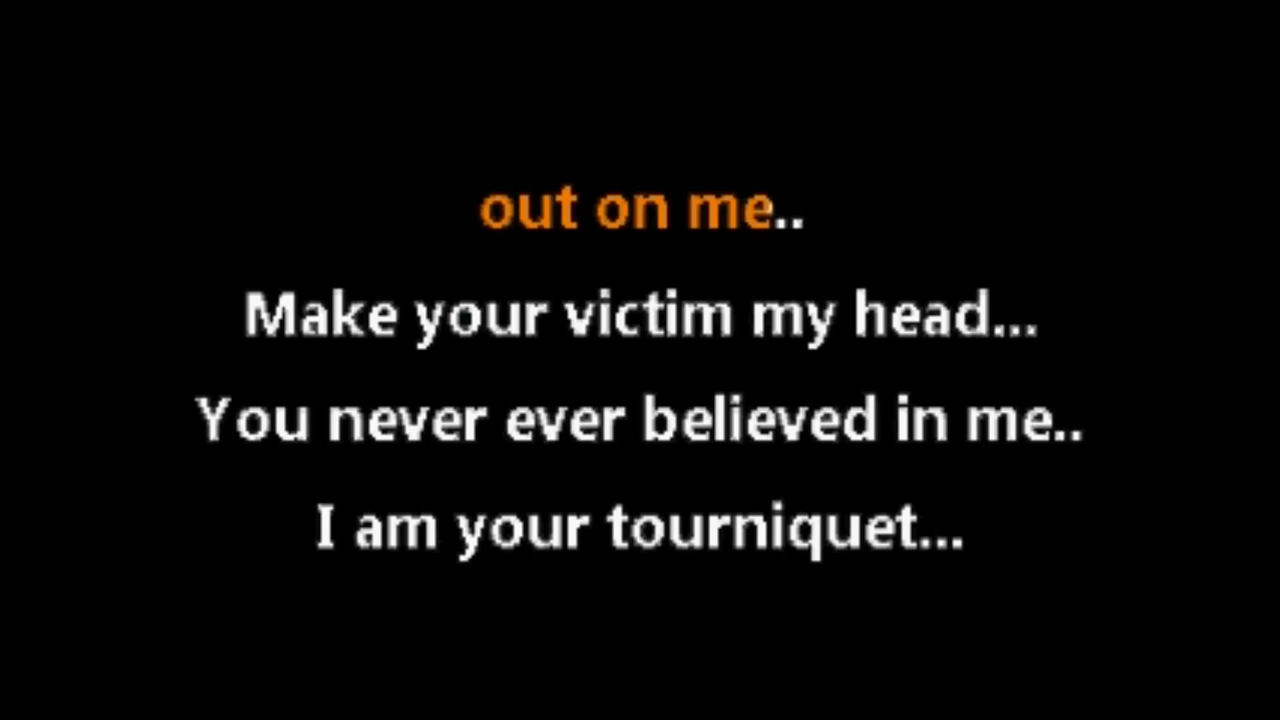 out on me..
Make your victim my head...
You never ever believed in me..
I am your tourniquet...